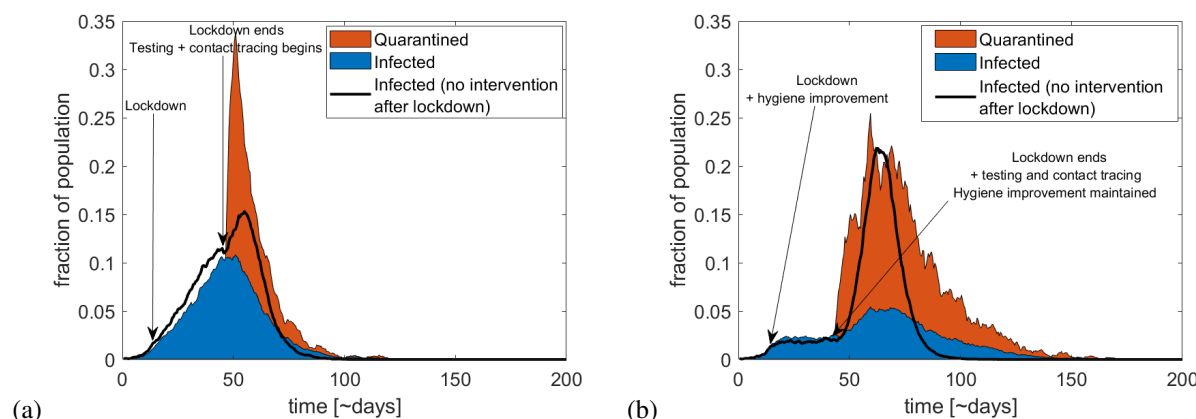 Lockdown ends
Testing + contact tracing begins
Lockdown
Quarantined
Infected
Infected (no intervention
after lockdown)
fraction of population
0.35
0.3
0.25
0.2
0.15
0.1
0.05
0
0 50 100 150 200
time [~days]
(a)
Quarantined
Infected
Infected (no intervention
after lockdown)
Lockdown
+ hygiene improvement
Lockdown ends
+ testing and contact tracing
Hygiene improvement maintained
fraction of population
0.35
0.3
0.25
0.2
0.15
0.1
0.05
0
0 50 100 150 200
time [~days]
(b)